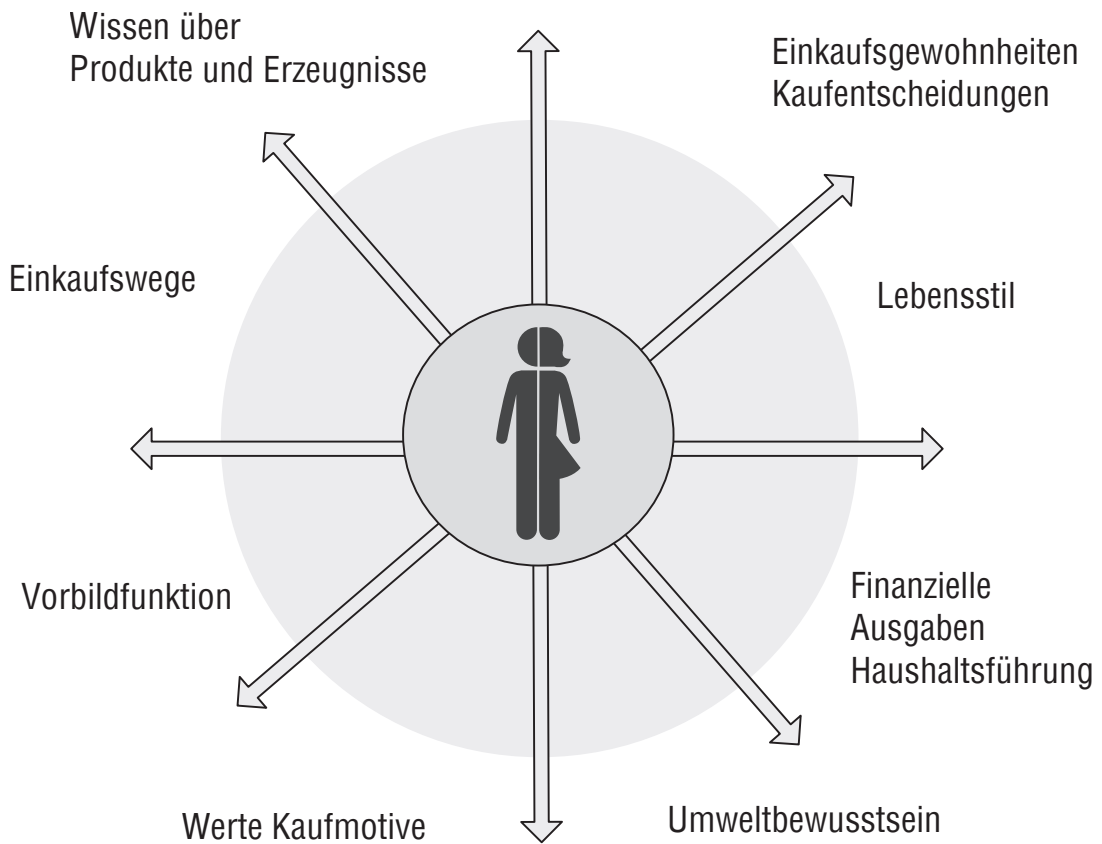 Wissen über
Produkte und Erzeugnisse
Einkaufsgewohnheiten
Kaufentscheidungen
Einkaufswege
Lebensstil
Vorbildfunktion
Finanzielle
Ausgaben
Haushaltsführung
Werte Kaufmotive
Umweltbewusstsein